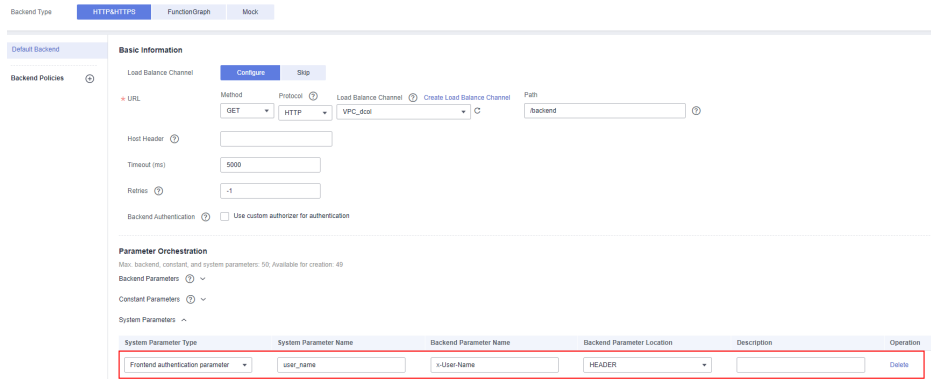 Backend Type HTTP&HTTPS FunctionGraph Mock
Default Backend
Backend Policies
Basic Information
Load Balance Channel Configure Skip
Method Protocol Load Balance Channel Create Load Balance Channel Path
* URL GET HTTP VPC_dcol /backend
Host Header
Timeout (ms) 5000
Retries -1
Backend Authentication Use custom authorizer for authentication
Parameter Orchestration
Max. backend, constant, and system parameters: 50; Available for creation: 49
Backend Parameters
Constant Parameters
System Parameters
System Parameter Type System Parameter Name Backend Parameter Name Backend Parameter Location Description Operation
Frontend authentication parameter user_name x-User-Name HEADER Delete